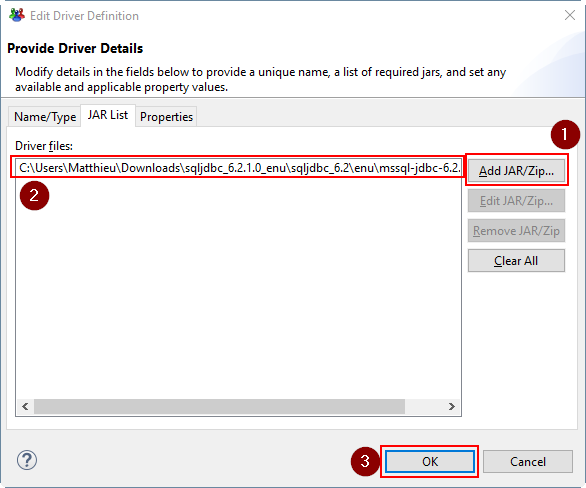 Edit Driver Definition
Provide Driver Details
Modify details in the fields below to provide a unique name, a list of required jars, and set any
available and applicable property values.
Name/Type JAR List Properties
1
Driver files:
C:\Users\Matthieu\Downloads\sqljdbc_6.2.1.0_enu\sqljdbc_6.2\enu\mssql-jdbc-6.2.
Add JAR/Zip...
2
Edit JAR/Zip...
Remove JAR/Zip
Clear All
?
3
OK
Cancel